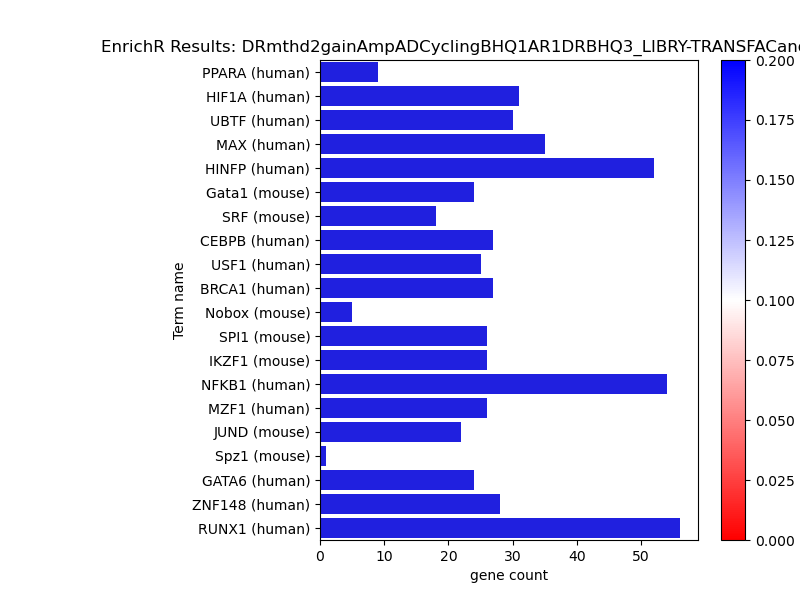 EnrichR Results: DRmthd2gainAmpADCyclingBHQ1AR1DRBHQ3_LIBRY-TRANSFACan
Term name
PPARA (human)
HIF1A (human)
UBTF (human)
MAX (human)
HINFP (human)
Gata1 (mouse)
SRF (mouse)
CEBPB (human)
USF1 (human)
BRCA1 (human)
Nobox (mouse)
SPI1 (mouse)
IKZF1 (mouse)
NFKB1 (human)
MZF1 (human)
JUND (mouse)
Spz1 (mouse)
GATA6 (human)
ZNF148 (human)
RUNX1 (human)
0 10 20 30 40 50
gene count
0.200
0.175
0.150
0.125
0.100
0.075
0.050
0.025
0.000